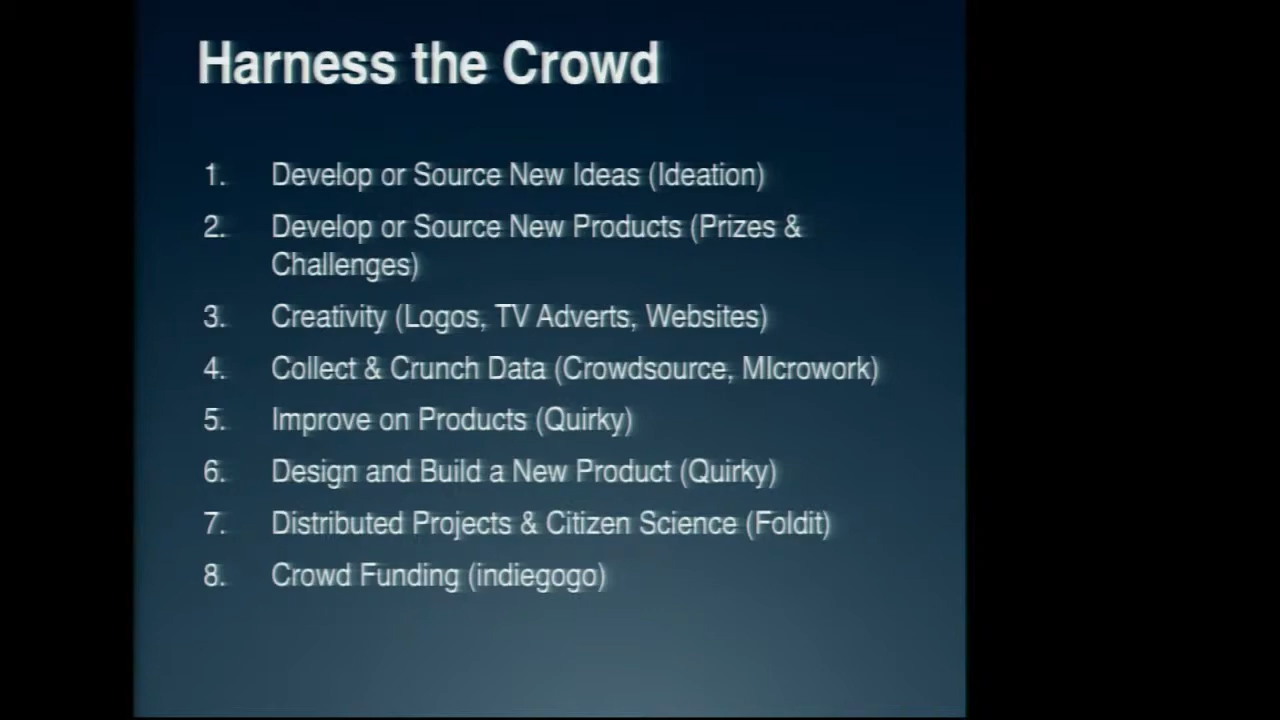 Harness the Crowd
1. Develop or Source New Ideas (Ideation)
2. Develop or Source New Products (Prizes &
Challenges)
3. Creativity (Logos, TV Adverts, Websites)
4. Collect & Crunch Data (Crowdsource, MIcrowork)
5. Improve on Products (Quirky)
6. Design and Build a New Product (Quirky)
7. Distributed Projects & Citizen Science (Foldit)
8. Crowd Funding (indiegogo)